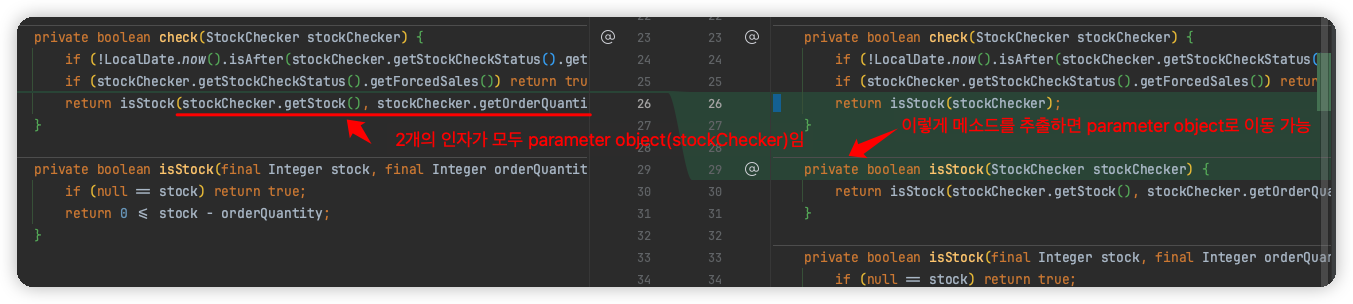 22 22
private boolean check(StockChecker stockChecker) { @ 23 23 @ private boolean check(StockChecker stockChecker) {
if (!LocalDate.now().isAfter(stockChecker.getStockCheckStatus().get 24 24 if (!LocalDate.now().isAfter(stockChecker.getStockCheckStatus(
if (stockChecker.getStockCheckStatus().getForcedSales()) return tru 25 25 if (stockChecker.getStockCheckStatus().getForcedSales()) retur
return isStock(stockChecker.getStock(), stockChecker.getOrderQuanti 26 26 return isStock(stockChecker);
} 27 27 }
이렇게 메소드를 추출하면 parameter object로 이동 가능
2개의 인자가 모두 parameter object(stockChecker)임
28 28
private boolean isStock(final Integer stock, final Integer orderQuantit 29 29 @ private boolean isStock(StockChecker stockChecker) {
if (null == stock) return true; 30 30 return isStock(stockChecker.getStock(), stockChecker.getOrderQua
return 0 <= stock - orderQuantity; 31 31 }
} 32 32
33 33 private boolean isStock(final Integer stock, final Integer orderQuan
34 34 if (null == stock) return true;